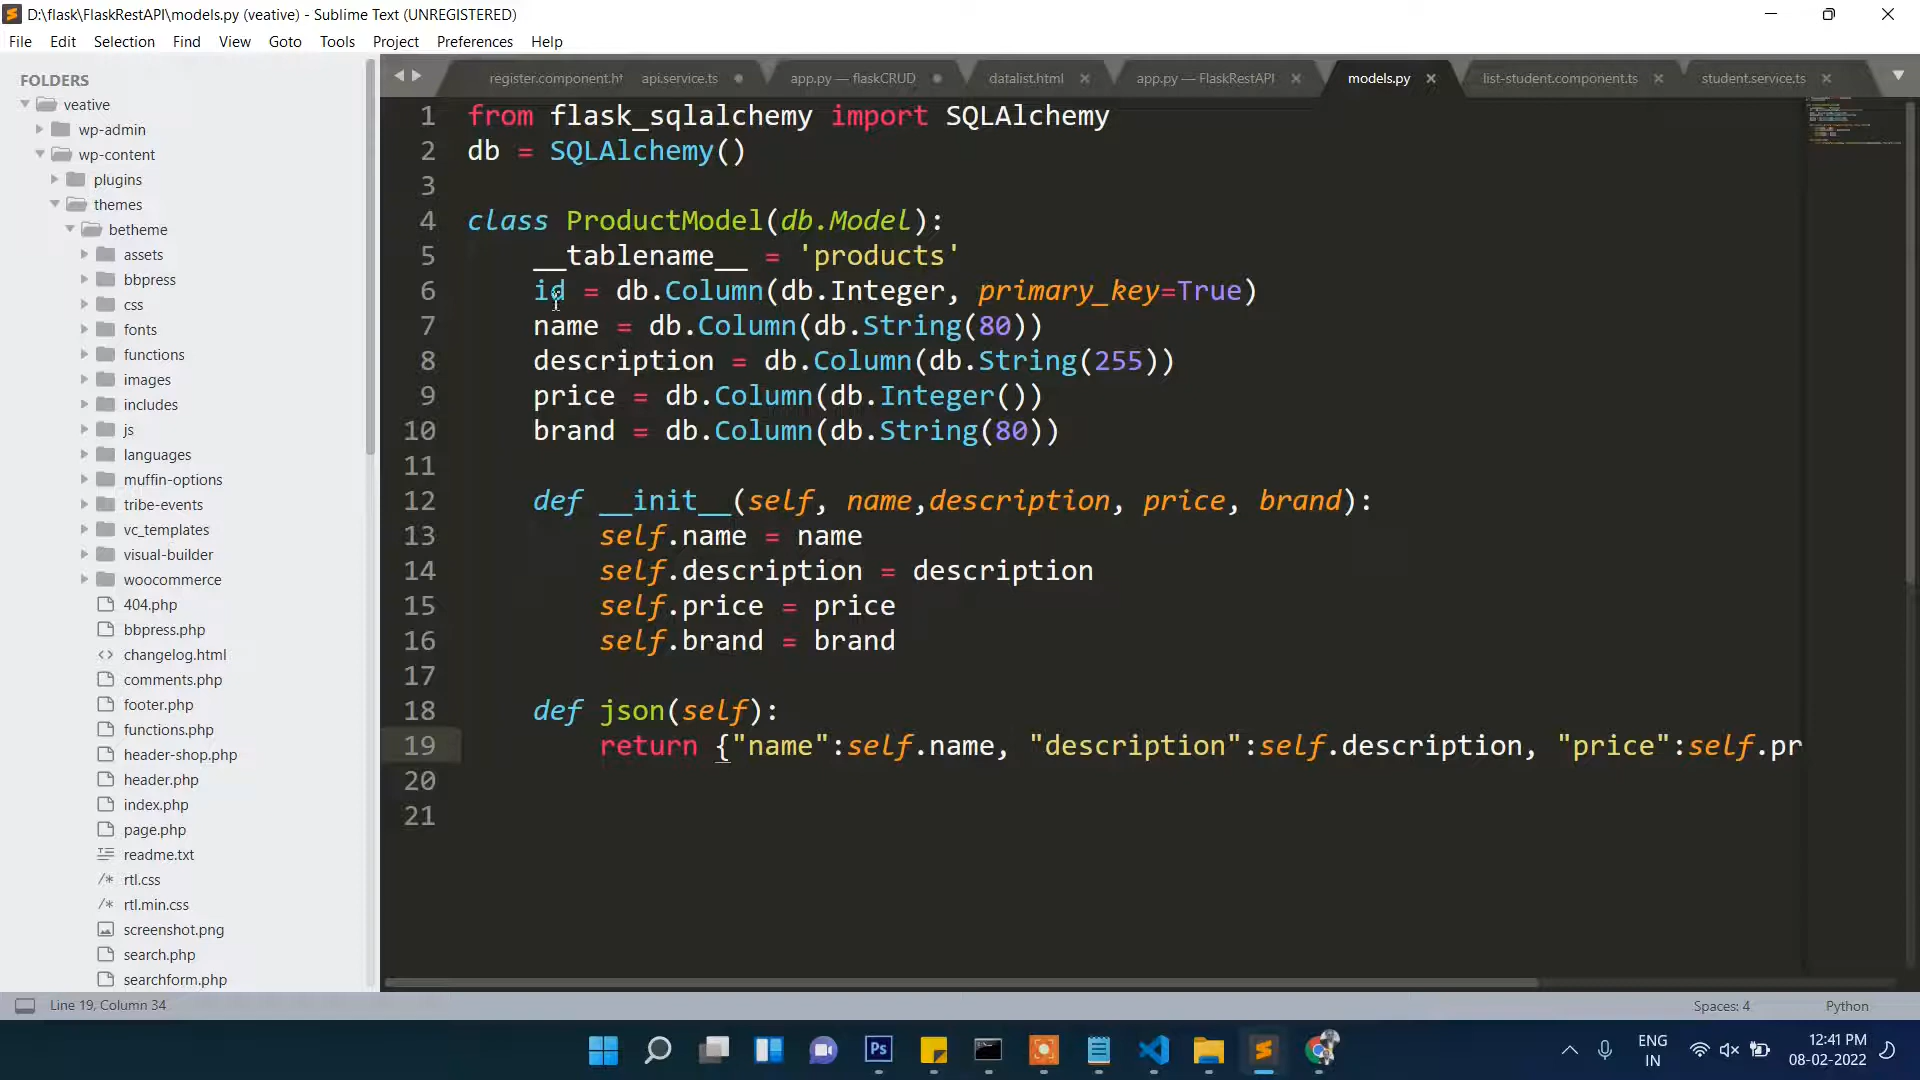 D:\flask\FlaskRestAPI\models.py (veative) - Sublime Text (UNREGISTERED)
File Edit Selection Find View Goto Tools Project Preferences Help
FOLDERS
veative
wp-admin
wp-content
plugins
themes
betheme
assets
bbpress
css
fonts
functions
images
includes
js
languages
muffin-options
tribe-events
vc_templates
visual-builder
woocommerce
404.php
bbpress.php
changelog.html
comments.php
footer.php
functions.php
header-shop.php
header.php
index.php
page.php
readme.txt
rtl.css
rtl.min.css
screenshot.png
search.php
searchform.php
register.component.ht api.service.ts app.py — flaskCRUD datalist.html app.py — FlaskRestAPI models.py list-student.component.ts student.service.ts
1 from flask_sqlalchemy import SQLAlchemy
2 db = SQLAlchemy()
3
4 class ProductModel(db.Model):
5 __tablename__ = 'products'
6 id = db.Column(db.Integer, primary_key=True)
7 name = db.Column(db.String(80))
8 description = db.Column(db.String(255))
9 price = db.Column(db.Integer())
10 brand = db.Column(db.String(80))
11
12 def __init__(self, name,description, price, brand):
13 self.name = name
14 self.description = description
15 self.price = price
16 self.brand = brand
17
18 def json(self):
19 return {"name":self.name, "description":self.description, "price":self.pr
20
21
Line 19, Column 34
Spaces: 4 Python
Ps
ENG
IN
12:41 PM
08-02-2022